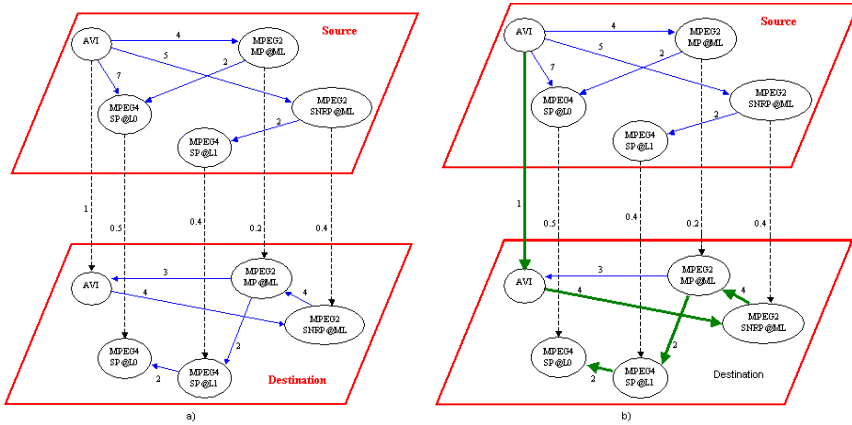 AVI
4
MPEG2
MP@ML
Source
5
7
2
MPEG4
SP@L0
MPEG2
SNRP@ML
2
MPEG4
SP@L1
1
0.5
0.4
0.2
0.4
AVI
3
MPEG2
MP@ML
4
4
MPEG2
SNRP@ML
2
MPEG4
SP@L0
2
MPEG4
SP@L1
Destination
a)
AVI
4
MPEG2
MP@ML
Source
5
7
2
MPEG4
SP@L0
MPEG2
SNRP@ML
2
MPEG4
SP@L1
1
0.5
0.4
0.2
0.4
AVI
3
MPEG2
MP@ML
4
4
MPEG2
SNRP@ML
2
MPEG4
SP@L0
2
MPEG4
SP@L1
Destination
b)